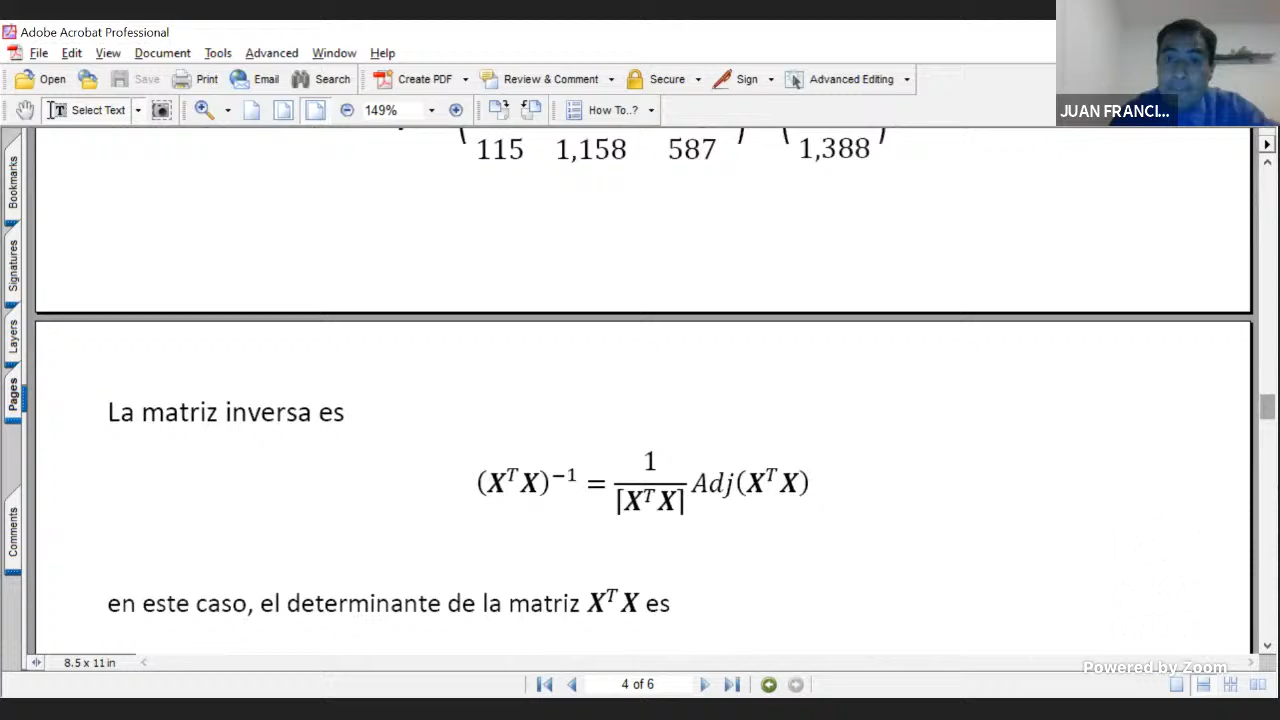 Adobe Acrobat Professional
File Edit View Document Tools Advanced Window Help
Open Save Print Email Search Create PDF Review & Comment Secure Sign Advanced Editing
Select Text 149% How To..?
JUAN FRANCI...
115 1,158 587 1,388
Bookmarks
Signatures
Layers
Pages
Comments
La matriz inversa es
(XᵀX)⁻¹ = 1/⌈XᵀX⌉ Adj(XᵀX)
en este caso, el determinante de la matriz XᵀX es
8.5 x 11 in
Powered by Zoom
4 of 6